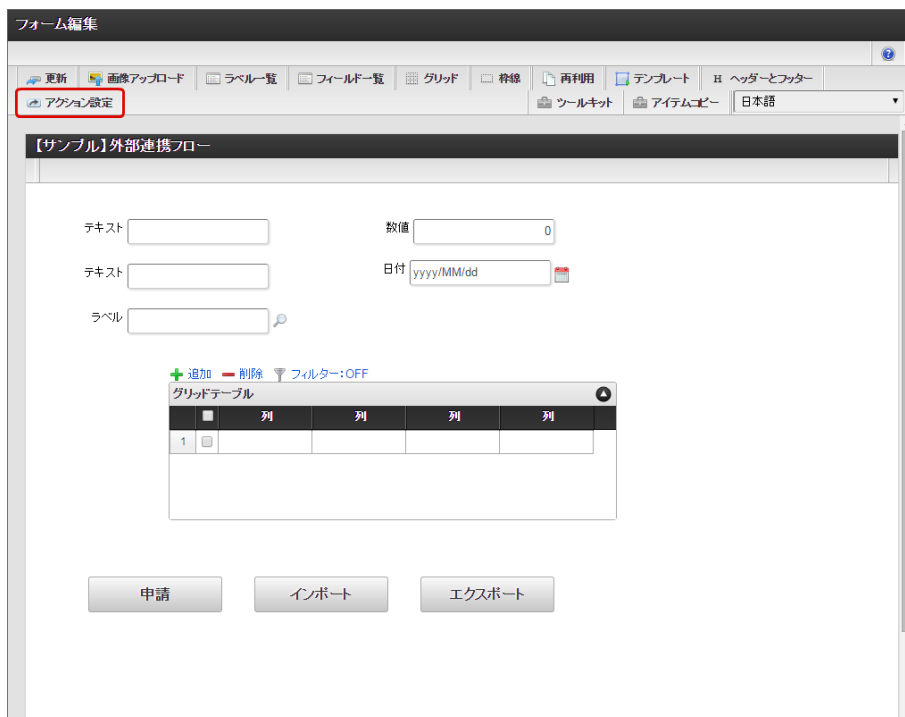 フォーム編集
更新 画像アップロード ラベル一覧 フィールド一覧 グリッド 枠線 再利用 テンプレート H ヘッダーとフッター
アクション設定 ツールキット アイテムコピー 日本語
【サンプル】外部連携フロー
テキスト 数値 0
テキスト 日付 yyyy/MM/dd
ラベル
追加 削除 フィルター:OFF
グリッドテーブル
列 列 列 列
1
申請 インポート エクスポート